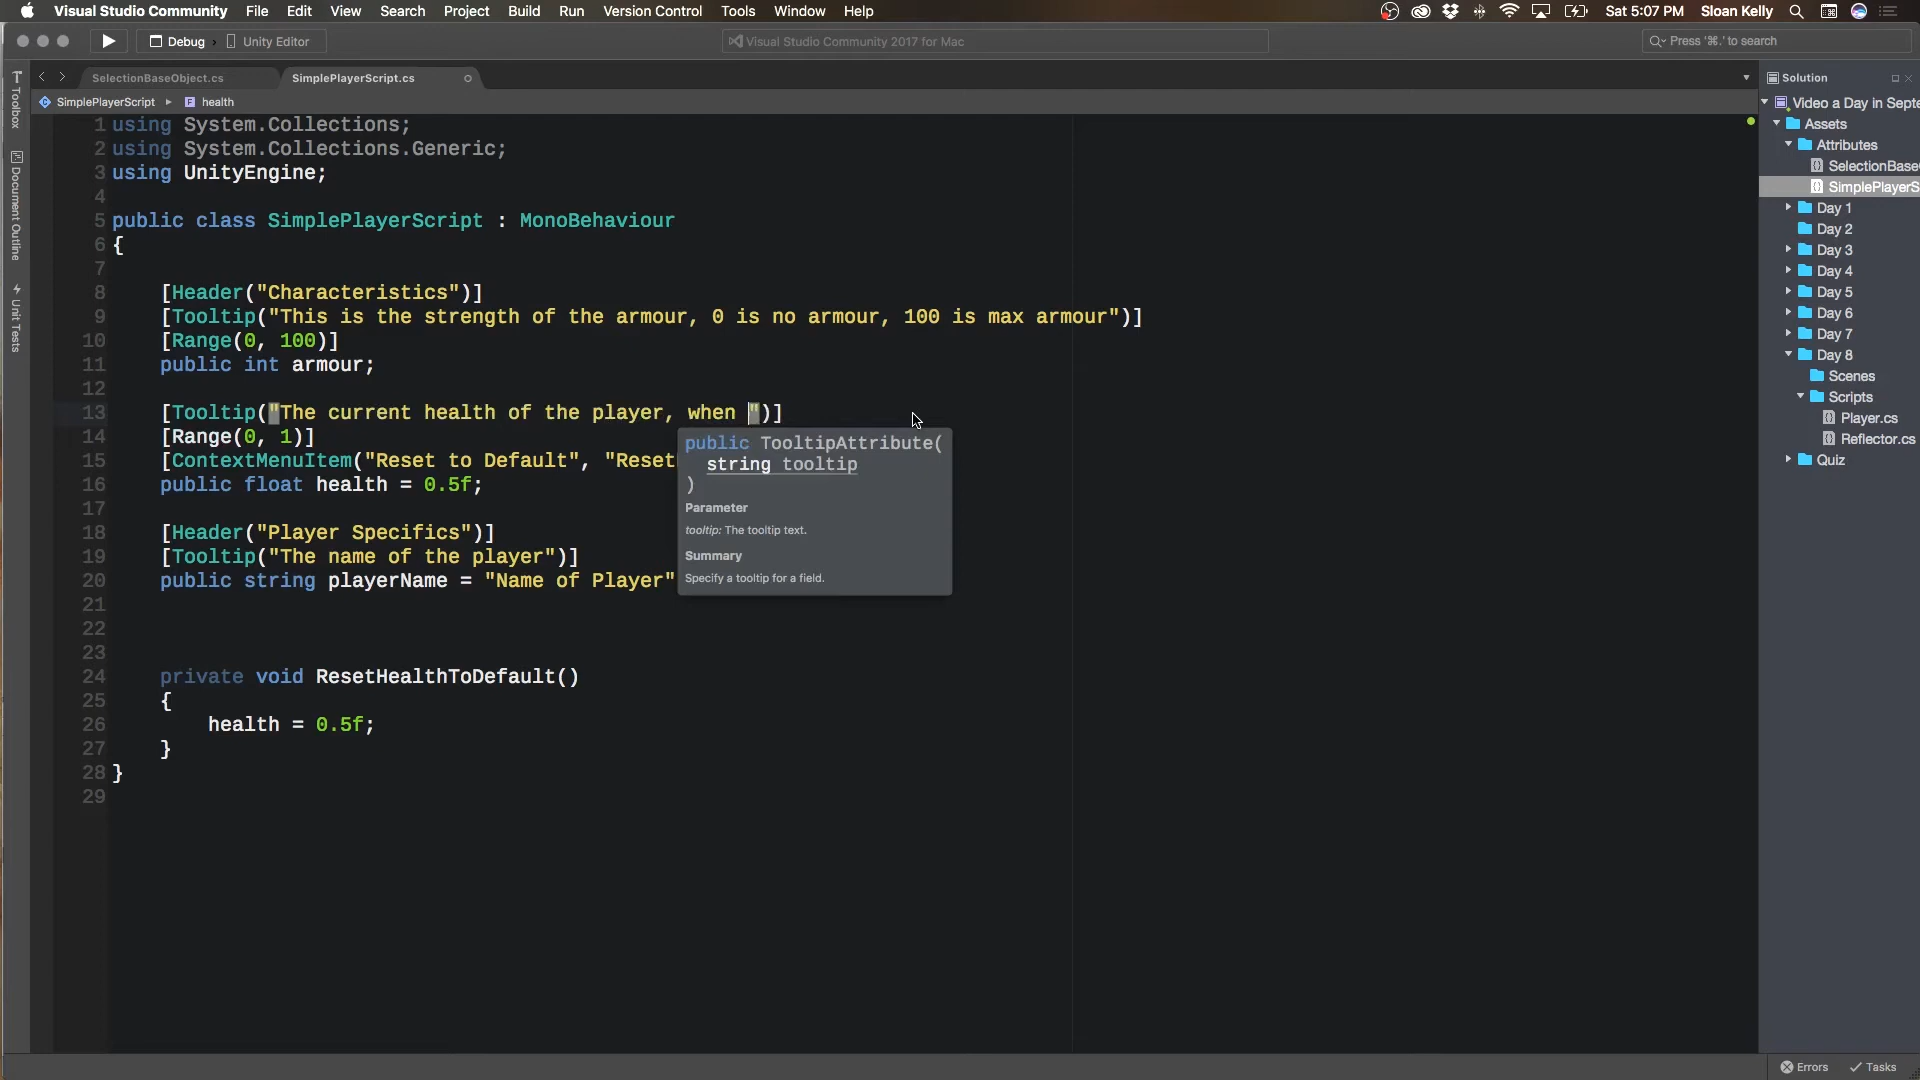 Visual Studio Community File Edit View Search Project Build Run Version Control Tools Window Help Sat 5:07 PM Sloan Kelly
Debug › Unity Editor Visual Studio Community 2017 for Mac Press '⌘.' to search
SelectionBaseObject.cs SimplePlayerScript.cs Solution
SimplePlayerScript ▸ health
Toolbox
Document Outline
Unit Tests
1 using System.Collections;
2 using System.Collections.Generic;
3 using UnityEngine;
4
5 public class SimplePlayerScript : MonoBehaviour
6 {
7
8 [Header("Characteristics")]
9 [Tooltip("This is the strength of the armour, 0 is no armour, 100 is max armour")]
10 [Range(0, 100)]
11 public int armour;
12
13 [Tooltip("The current health of the player, when ")]
14 [Range(0, 1)]
15 [ContextMenuItem("Reset to Default", "Reset
16 public float health = 0.5f;
17
18 [Header("Player Specifics")]
19 [Tooltip("The name of the player")]
20 public string playerName = "Name of Player"
21
22
23
24 private void ResetHealthToDefault()
25 {
26 health = 0.5f;
27 }
28 }
29
public TooltipAttribute(
string tooltip
)
Parameter
tooltip: The tooltip text.
Summary
Specify a tooltip for a field.
Video a Day in Septe
Assets
Attributes
SelectionBase
SimplePlayerS
Day 1
Day 2
Day 3
Day 4
Day 5
Day 6
Day 7
Day 8
Scenes
Scripts
Player.cs
Reflector.cs
Quiz
Errors Tasks